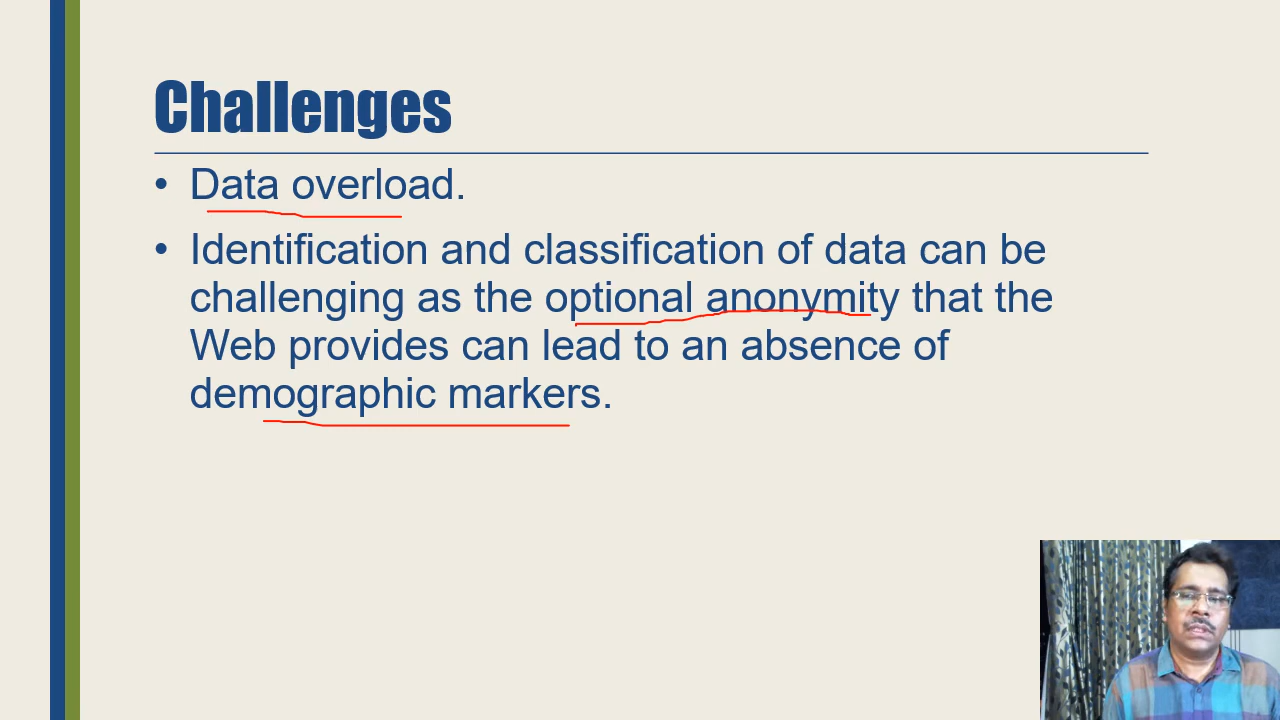 Challenges
• Data overload.
• Identification and classification of data can be
challenging as the optional anonymity that the
Web provides can lead to an absence of
demographic markers.